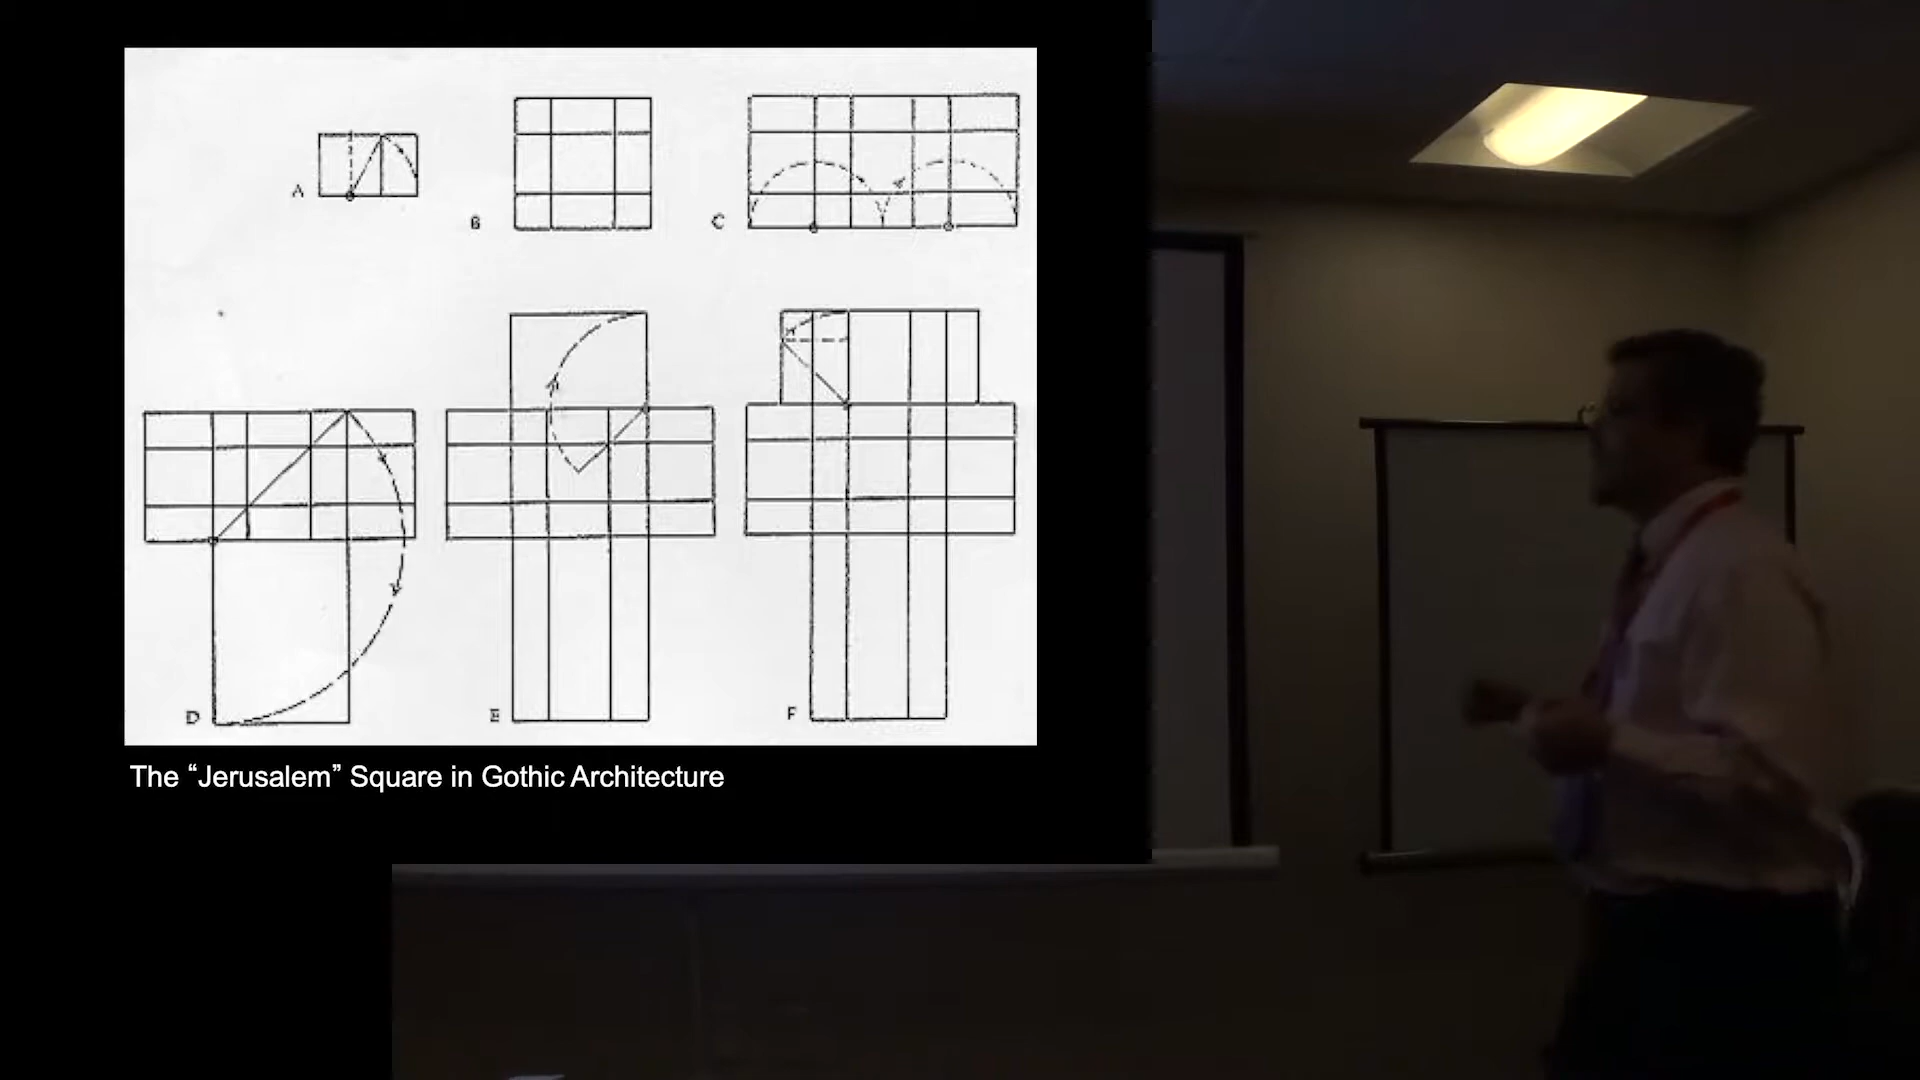 A
B
C
D
E
F
The “Jerusalem” Square in Gothic Architecture